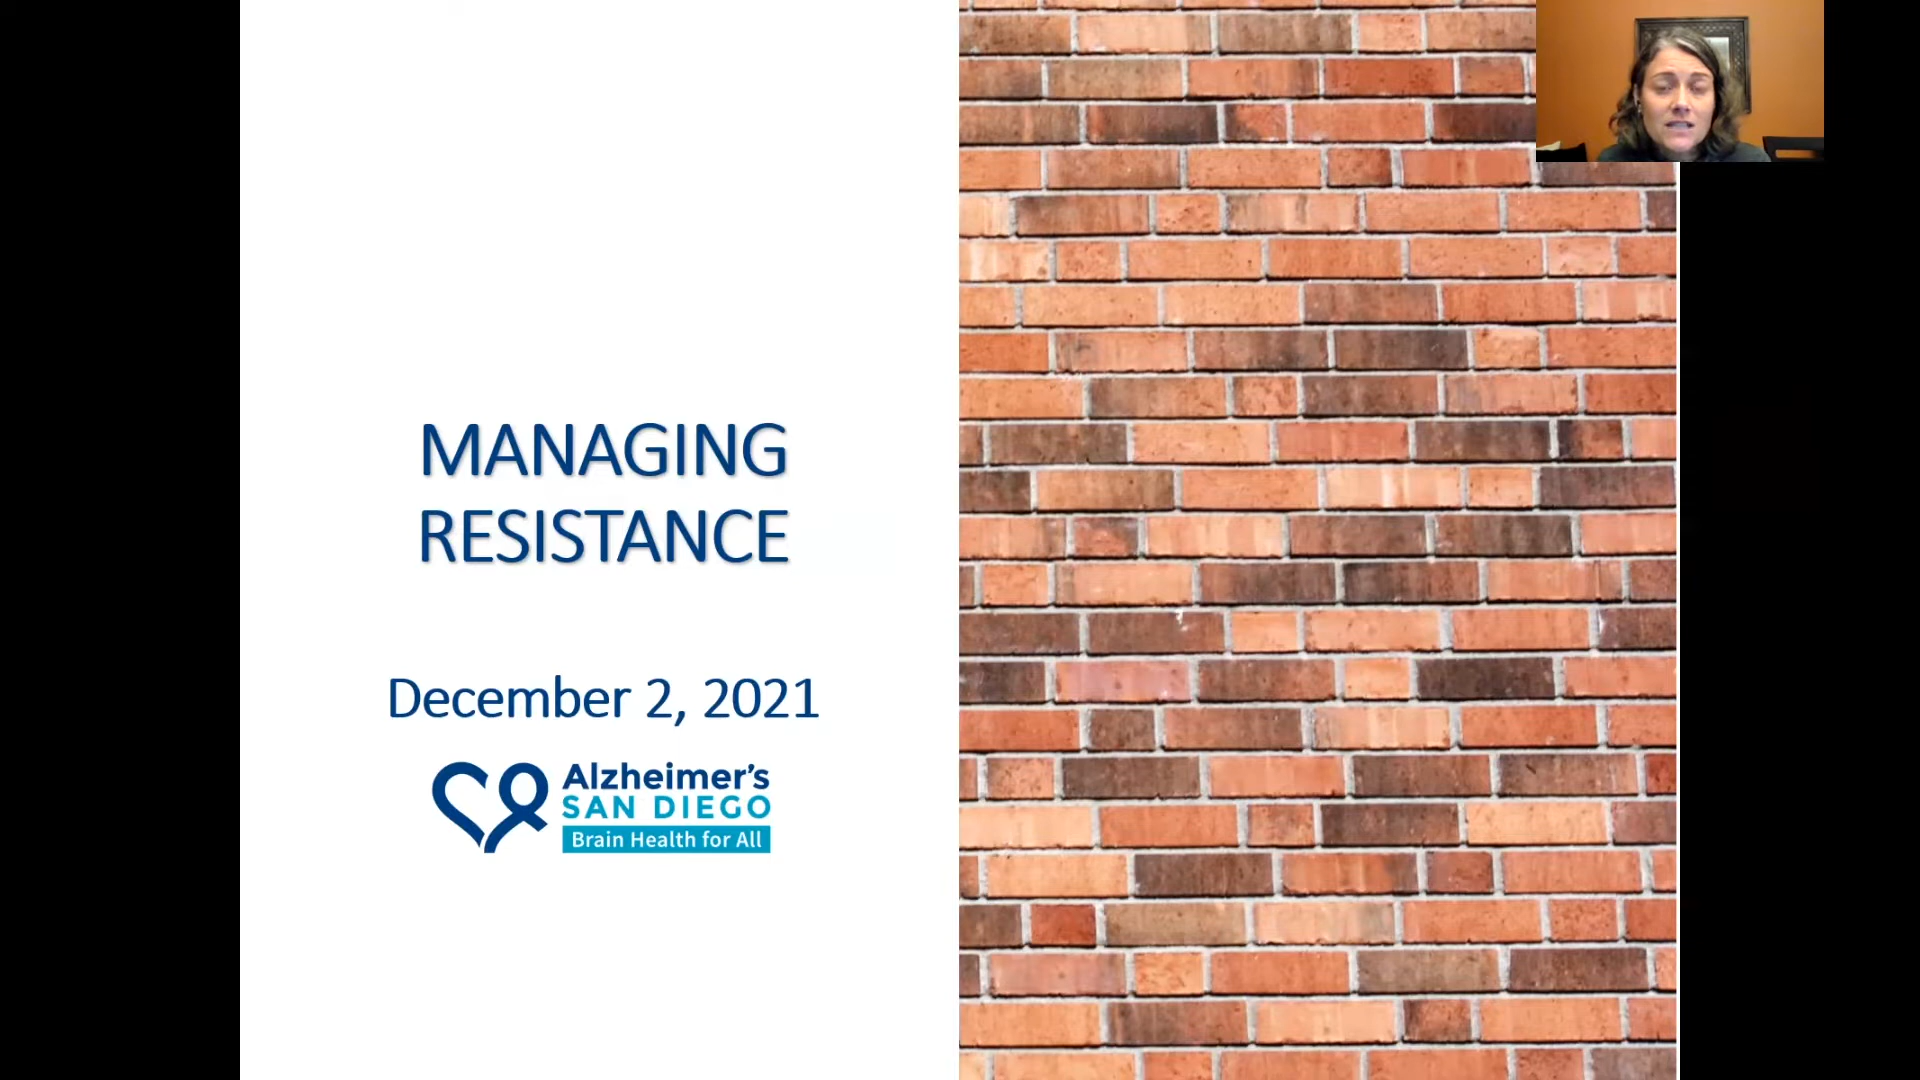 MANAGING
RESISTANCE
December 2, 2021
Alzheimer's
SAN DIEGO
Brain Health for All